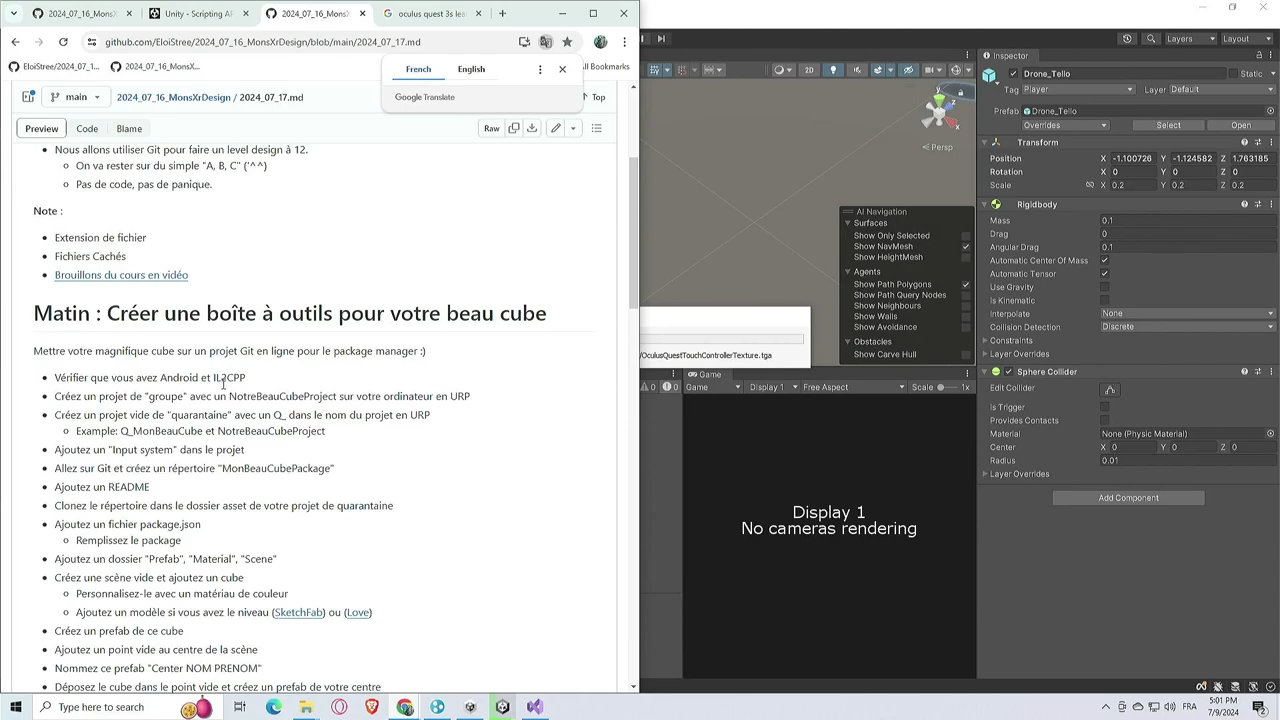 2024_07_16_MonsXrDesign
Unity - Scripting AP
2024_07_16_MonsXrDesign
oculus quest 3s lea
github.com/EloiStree/2024_07_16_MonsXrDesign/blob/main/2024_07_17.md
EloiStree/2024_07_1...
2024_07_16_MonsX...
All Bookmarks
French
English
Google Translate
main
2024_07_16_MonsXrDesign / 2024_07_17.md
Top
Preview
Code
Blame
Raw
Nous allons utiliser Git pour faire un level design à 12.
On va rester sur du simple "A, B, C" ('^^)
Pas de code, pas de panique.
Note :
Extension de fichier
Fichiers Cachés
Brouillons du cours en vidéo
Matin : Créer une boîte à outils pour votre beau cube
Mettre votre magnifique cube sur un projet Git en ligne pour le package manager :)
Vérifier que vous avez Android et IL2CPP
Créez un projet de "groupe" avec un NotreBeauCubeProject sur votre ordinateur en URP
Créez un projet vide de "quarantaine" avec un Q_ dans le nom du projet en URP
Example: Q_MonBeauCube et NotreBeauCubeProject
Ajoutez un "Input system" dans le projet
Allez sur Git et créez un répertoire "MonBeauCubePackage"
Ajoutez un README
Clonez le répertoire dans le dossier asset de votre projet de quarantaine
Ajoutez un fichier package.json
Remplissez le package
Ajoutez un dossier "Prefab", "Material", "Scene"
Créez une scène vide et ajoutez un cube
Personnalisez-le avec un matériau de couleur
Ajoutez un modèle si vous avez le niveau (SketchFab) ou (Love)
Créez un prefab de ce cube
Ajoutez un point vide au centre de la scène
Nommez ce prefab "Center NOM PRENOM"
Déposez le cube dans le point vide et créez un prefab de votre centre
Layers
Layout
2D
y
x
z
Persp
AI Navigation
Surfaces
Show Only Selected
Show NavMesh
Show HeightMesh
Agents
Show Path Polygons
Show Path Query Nodes
Show Neighbours
Show Walls
Show Avoidance
Obstacles
Show Carve Hull
/OculusQuestTouchControllerTexture.tga
0
0
Game
Game
Display 1
Free Aspect
Scale
1x
Display 1
No cameras rendering
Inspector
Drone_Tello
Static
Tag
Player
Layer
Default
Prefab
Drone_Tello
Overrides
Select
Open
Transform
Position X -1.100726 Y -1.124582 Z 1.763185
Rotation X 0 Y 0 Z 0
Scale X 0.2 Y 0.2 Z 0.2
Rigidbody
Mass 0.1
Drag 0
Angular Drag 0.1
Automatic Center Of Mass
Automatic Tensor
Use Gravity
Is Kinematic
Interpolate None
Collision Detection Discrete
Constraints
Layer Overrides
Sphere Collider
Edit Collider
Is Trigger
Provides Contacts
Material None (Physic Material)
Center X 0 Y 0 Z 0
Radius 0.01
Layer Overrides
Add Component
Type here to search
FRA
5:01 PM
7/9/2024
2